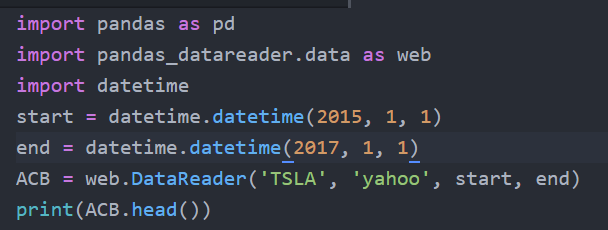 import pandas as pd
import pandas_datareader.data as web
import datetime
start = datetime.datetime(2015, 1, 1)
end = datetime.datetime(2017, 1, 1)
ACB = web.DataReader('TSLA', 'yahoo', start, end)
print(ACB.head())